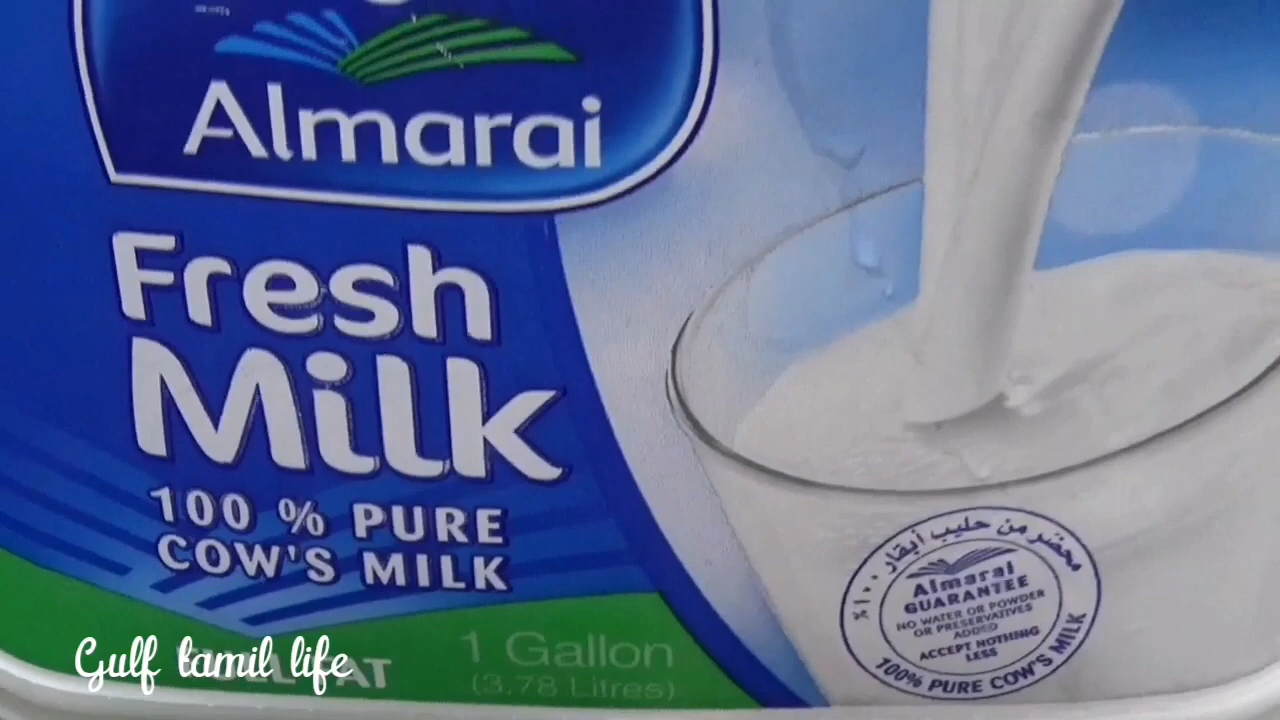 Almarai
Fresh
Milk
100 % PURE
COW'S MILK
FAT
1 Gallon
(3,78 Litres)
Gulf tamil life
١٠٠٪ محضر من حليب أبقار
Almarai
GUARANTEE
NO WATER OR POWDER
OR PRESERVATIVES
ADDED
ACCEPT NOTHING
LESS
100% PURE COW'S MILK